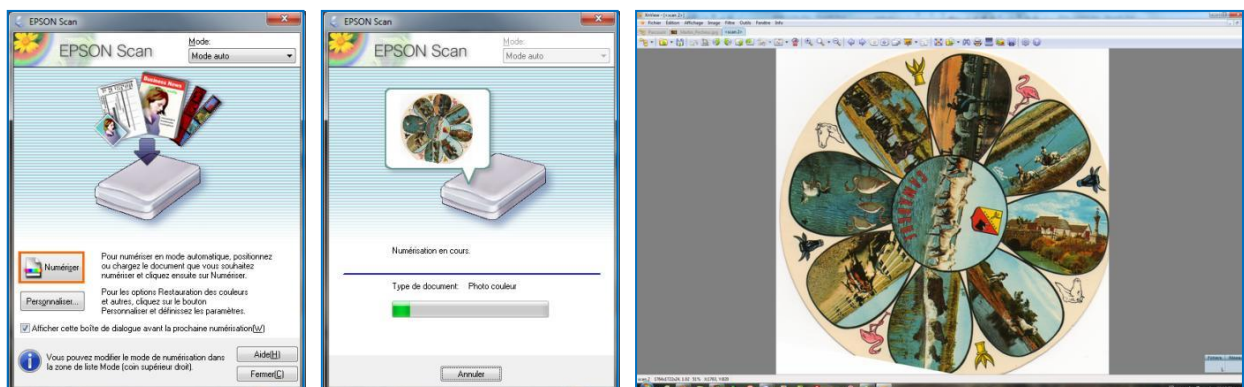 EPSON Scan
EPSON Scan
Mode:
Mode auto
Business News
Numériser
Pour numériser en mode automatique, positionnez
ou chargez le document que vous souhaitez
numériser et cliquez ensuite sur Numériser.
Personnaliser...
Pour les options Restauration des couleurs
et autres, cliquez sur le bouton
Personnaliser et définissez les paramètres.
Afficher cette boîte de dialogue avant la prochaine numérisation(W)
Vous pouvez modifier le mode de numérisation dans
la zone de liste Mode (coin supérieur droit).
Aide(H)
Fermer(C)
EPSON Scan
EPSON Scan
Mode:
Mode auto
Numérisation en cours.
Type de document: Photo couleur
Annuler
Fichier Edition Affichage Image Filtre Outils Fenêtre Info